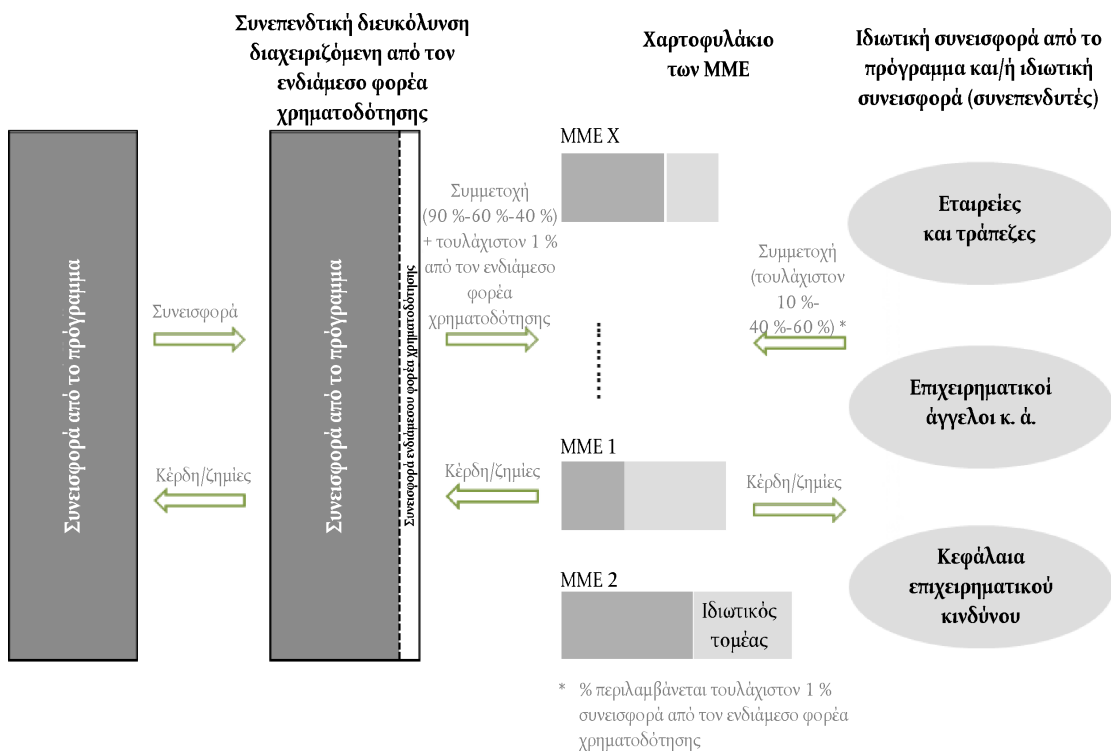 Συνεπενδτική διευκόλυνση
διαχειριζόμενη από τον
ενδιάμεσο φορέα
χρηματοδότησης
Χαρτοφυλάκιο
των ΜΜΕ
Ιδιωτική συνεισφορά από το
πρόγραμμα και/ή ιδιωτική
συνεισφορά (συνεπενδυτές)
Συνεισφορά από το πρόγραμμα
Συνεισφορά
Κέρδη/ζημίες
Συνεισφορά από το πρόγραμμα
Συνεισφορά ενδιάμεσου φορέα χρηματοδότησης
Συμμετοχή
(90 %-60 %-40 %)
+ τουλάχιστον 1 %
από τον ενδιάμεσο
φορέα
χρηματοδότησης
Κέρδη/ζημίες
ΜΜΕ X
ΜΜΕ 1
ΜΜΕ 2
Ιδιωτικός
τομέας
Συμμετοχή
(τουλάχιστον
10 %-
40 %-60 %) *
Κέρδη/ζημίες
Εταιρείες
και τράπεζες
Επιχειρηματικοί
άγγελοι κ. ά.
Κεφάλαια
επιχειρηματικού
κινδύνου
* % περιλαμβάνεται τουλάχιστον 1 %
συνεισφορά από τον ενδιάμεσο φορέα
χρηματοδότησης